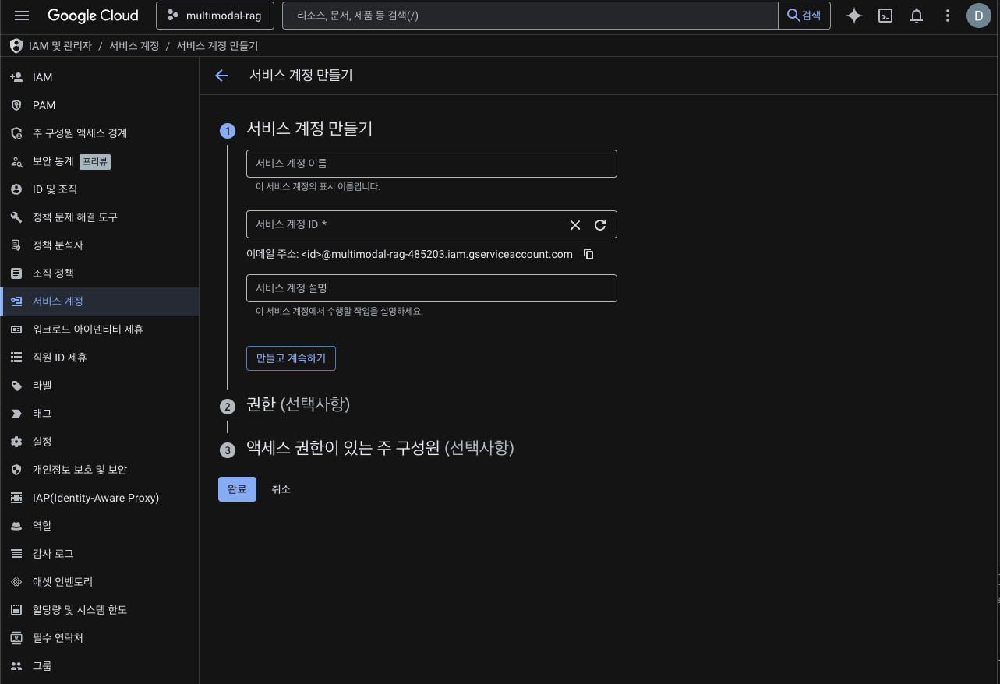 Google Cloud
multimodal-rag
리소스, 문서, 제품 등 검색(/)
검색
D
IAM 및 관리자 / 서비스 계정 / 서비스 계정 만들기
IAM
PAM
주 구성원 액세스 경계
보안 통계 프리뷰
ID 및 조직
정책 문제 해결 도구
정책 분석자
조직 정책
서비스 계정
워크로드 아이덴티티 제휴
직원 ID 제휴
라벨
태그
설정
개인정보 보호 및 보안
IAP(Identity-Aware Proxy)
역할
감사 로그
애셋 인벤토리
할당량 및 시스템 한도
필수 연락처
그룹
서비스 계정 만들기
1 서비스 계정 만들기
서비스 계정 이름
이 서비스 계정의 표시 이름입니다.
서비스 계정 ID *
이메일 주소: <id>@multimodal-rag-485203.iam.gserviceaccount.com
서비스 계정 설명
이 서비스 계정에서 수행할 작업을 설명하세요.
만들고 계속하기
2 권한 (선택사항)
3 액세스 권한이 있는 주 구성원 (선택사항)
완료
취소